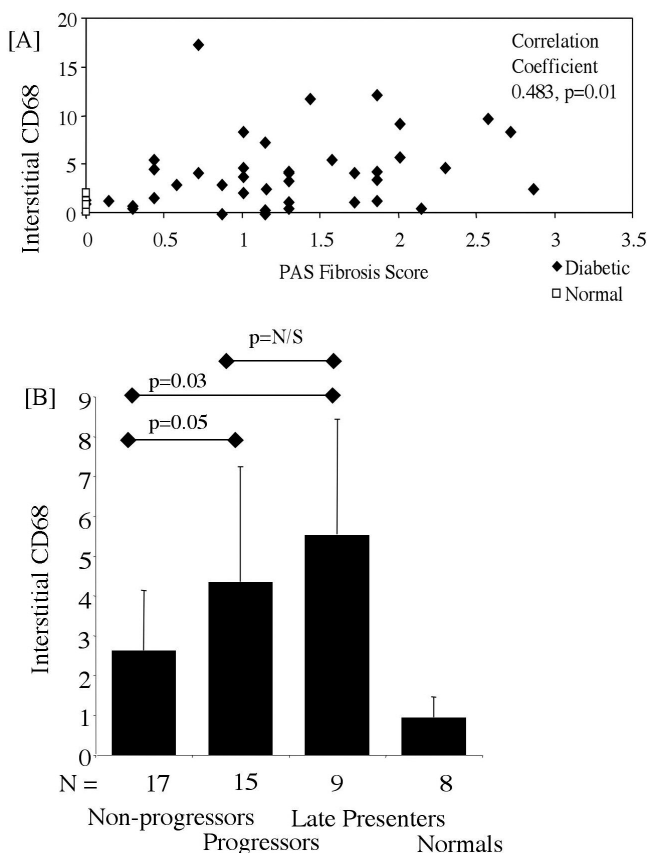 [A]
20
15
10
5
0
Interstitial CD68
Correlation
Coefficient
0.483, p=0.01
0 0.5 1 1.5 2 2.5 3 3.5
PAS Fibrosis Score
Diabetic
Normal
[B]
p=N/S
p=0.03
p=0.05
9
8
7
6
5
4
3
2
1
0
Interstitial CD68
N = 17 15 9 8
Non-progressors Late Presenters
Progressors Normals